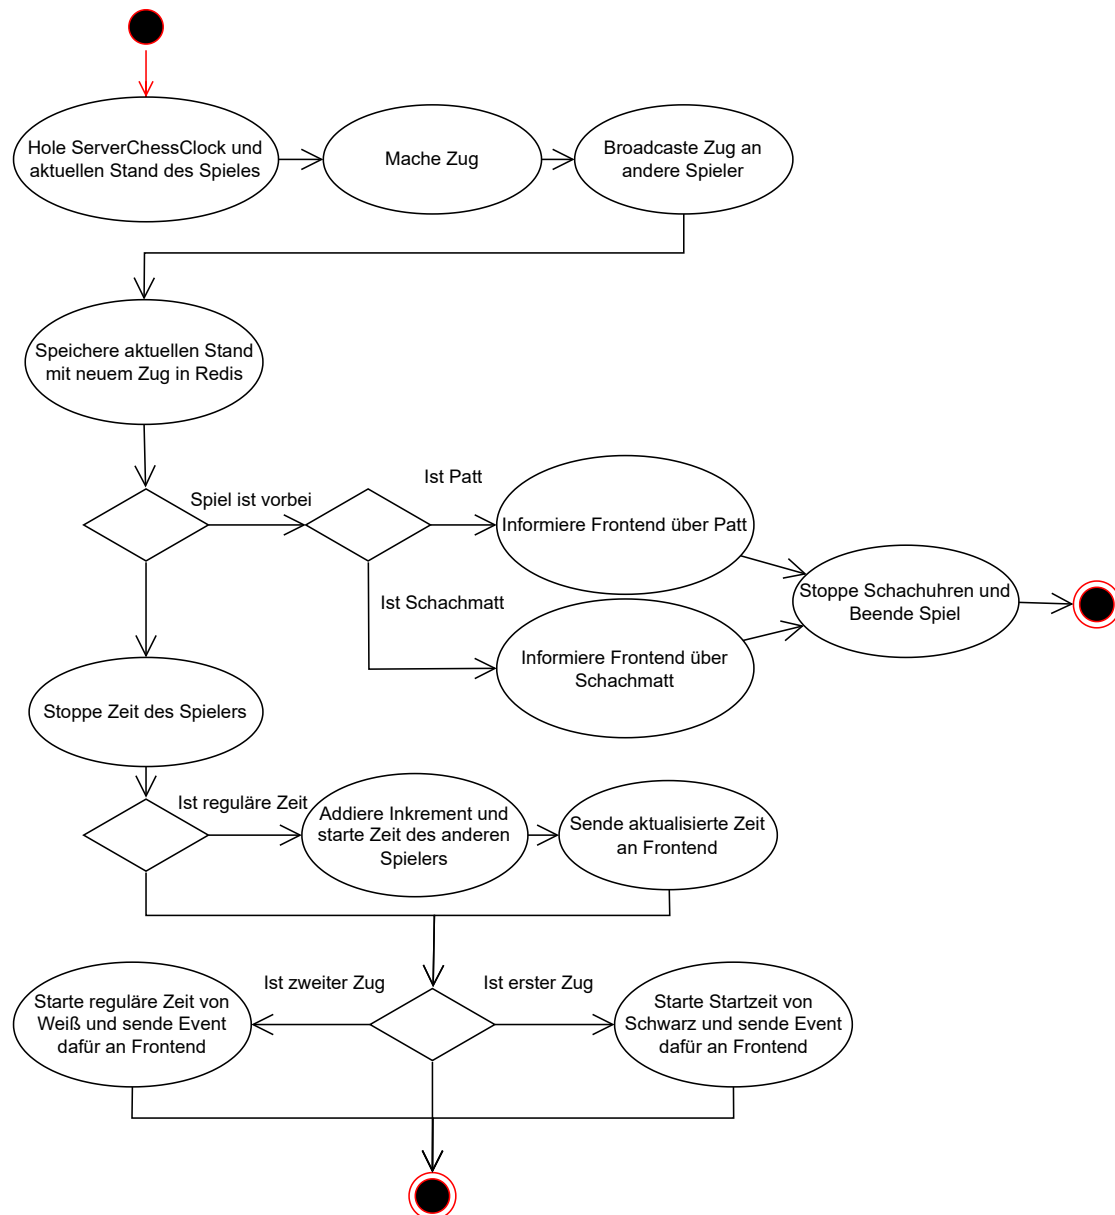 Hole ServerChessClock und
aktuellen Stand des Spieles
Mache Zug
Broadcaste Zug an
andere Spieler
Speichere aktuellen Stand
mit neuem Zug in Redis
Spiel ist vorbei
Ist Patt
Informiere Frontend über Patt
Ist Schachmatt
Informiere Frontend über
Schachmatt
Stoppe Schachuhren und
Beende Spiel
Stoppe Zeit des Spielers
Ist reguläre Zeit
Addiere Inkrement und
starte Zeit des anderen
Spielers
Sende aktualisierte Zeit
an Frontend
Ist zweiter Zug
Ist erster Zug
Starte reguläre Zeit von
Weiß und sende Event
dafür an Frontend
Starte Startzeit von
Schwarz und sende Event
dafür an Frontend